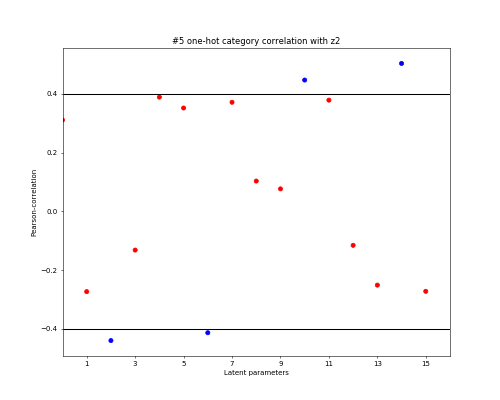 #5 one-hot category correlation with z2
Pearson-correlation
0.4
0.2
0.0
−0.2
−0.4
1 3 5 7 9 11 13 15
Latent parameters